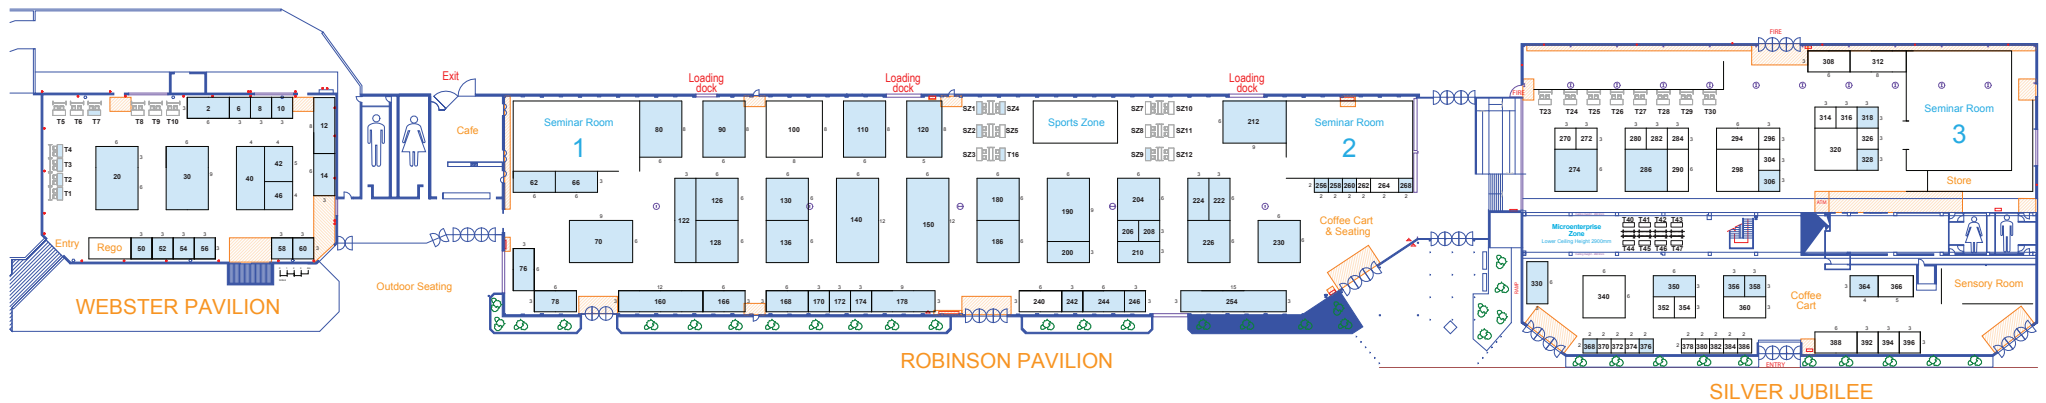 WEBSTER PAVILION
T5 T6 T7 T8 T9 T10
2 6 8 10
12
14
T4
T3
T2
T1
20 30 40 42
46
Entry
Rego
50 52 54 56 58 60
Exit
Cafe
Outdoor Seating
ROBINSON PAVILION
Loading
dock
Loading
dock
Loading
dock
Seminar Room
1
62 66
80 90 100 110 120
SZ1 SZ4
SZ2 SZ5
SZ3 T16
Sports Zone
SZ7 SZ10
SZ8 SZ11
SZ9 SZ12
212
Seminar Room
2
256 258 260 262 264 268
70
76
78
122 126
128
130
136
140
150
180
186
190
200
204
206 208
210
224 222
226
230
Coffee Cart
& Seating
160 166 168 170 172 174 178
240 242 244 246 254
SILVER JUBILEE
FIRE
FIRE
T23 T24 T25 T27 T28 T29 T30
T26
308 312
Seminar Room
3
Store
270 272
274
280 282 284
286 290
294 296
298 304
306
314 316 318
320 326
328
ATM
Microenterprise
Zone
Lower Ceiling Height 2900mm
T40 T41 T42 T43
T44 T45 T46 T47
RAMP
330
340
350
352 354
356 358
360
Coffee
Cart
364 366
Sensory Room
368 370 372 374 376
378 380 382 384 386
388 392 394 396
ENTRY